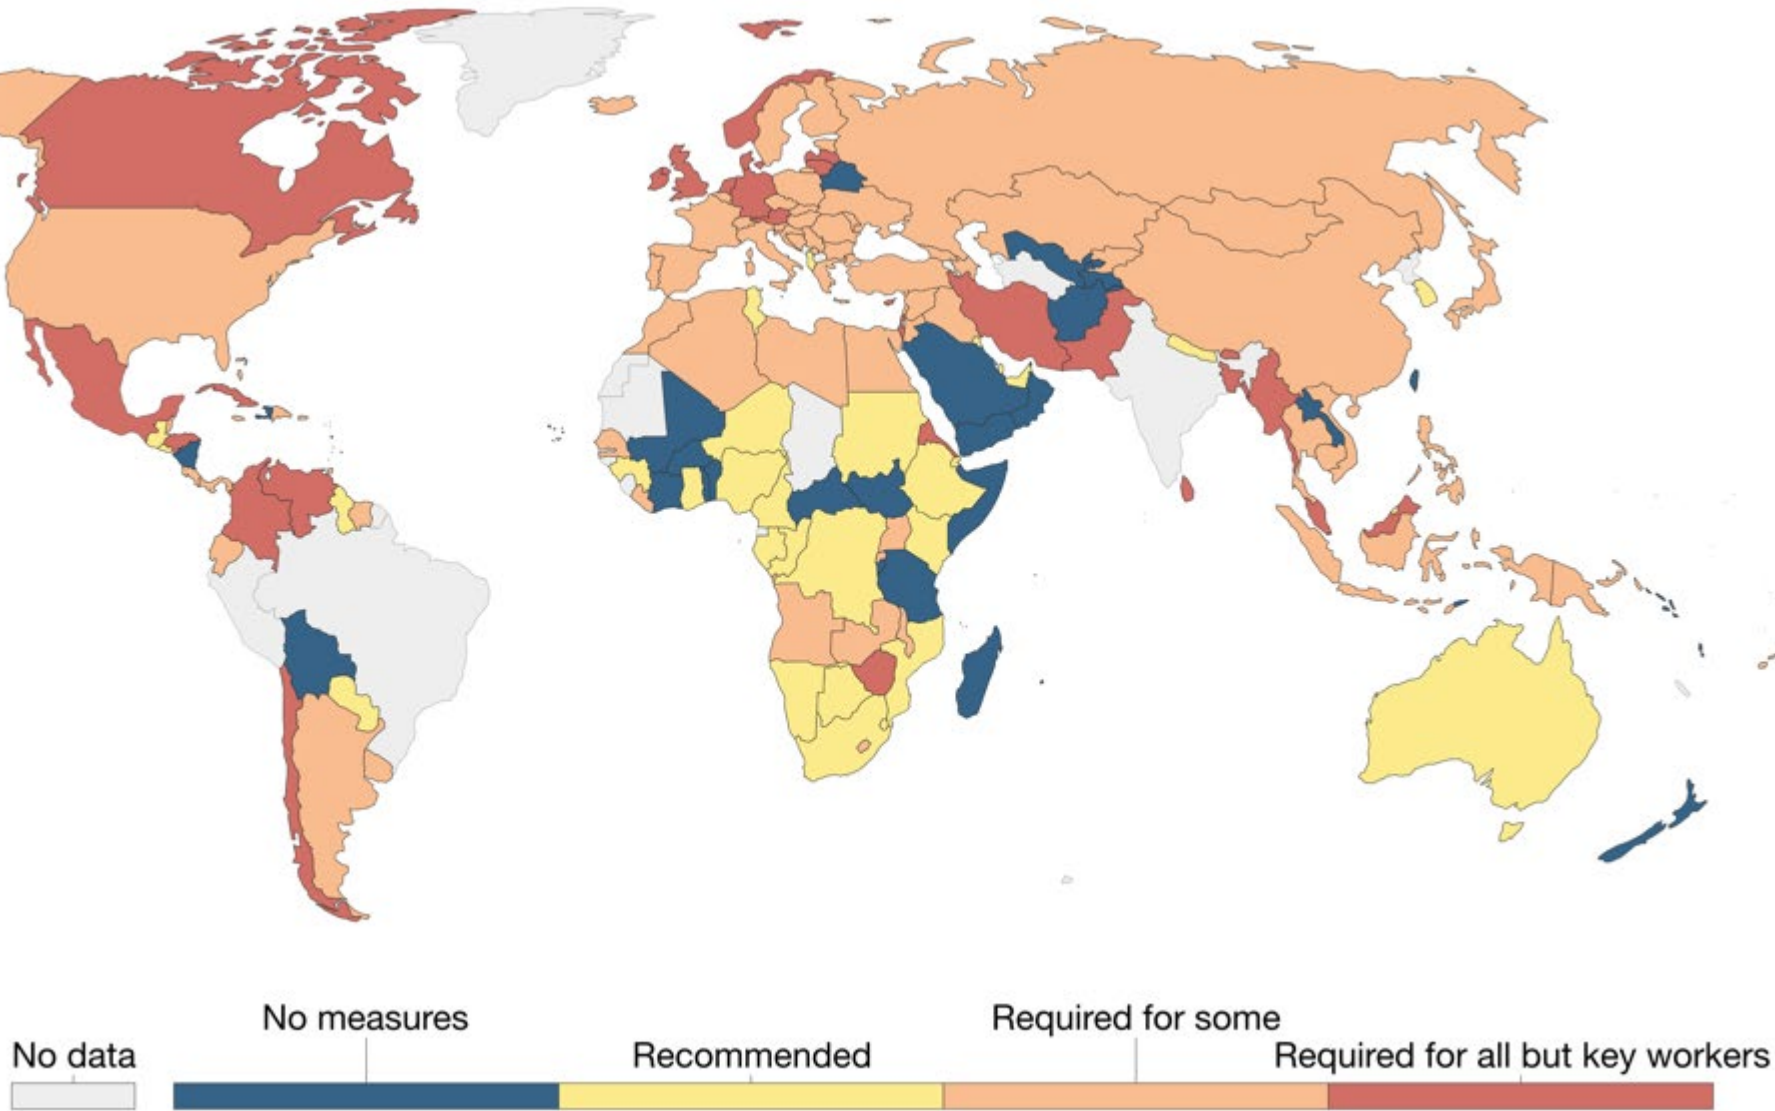 No measures
Required for some
No data
Recommended
Required for all but key workers